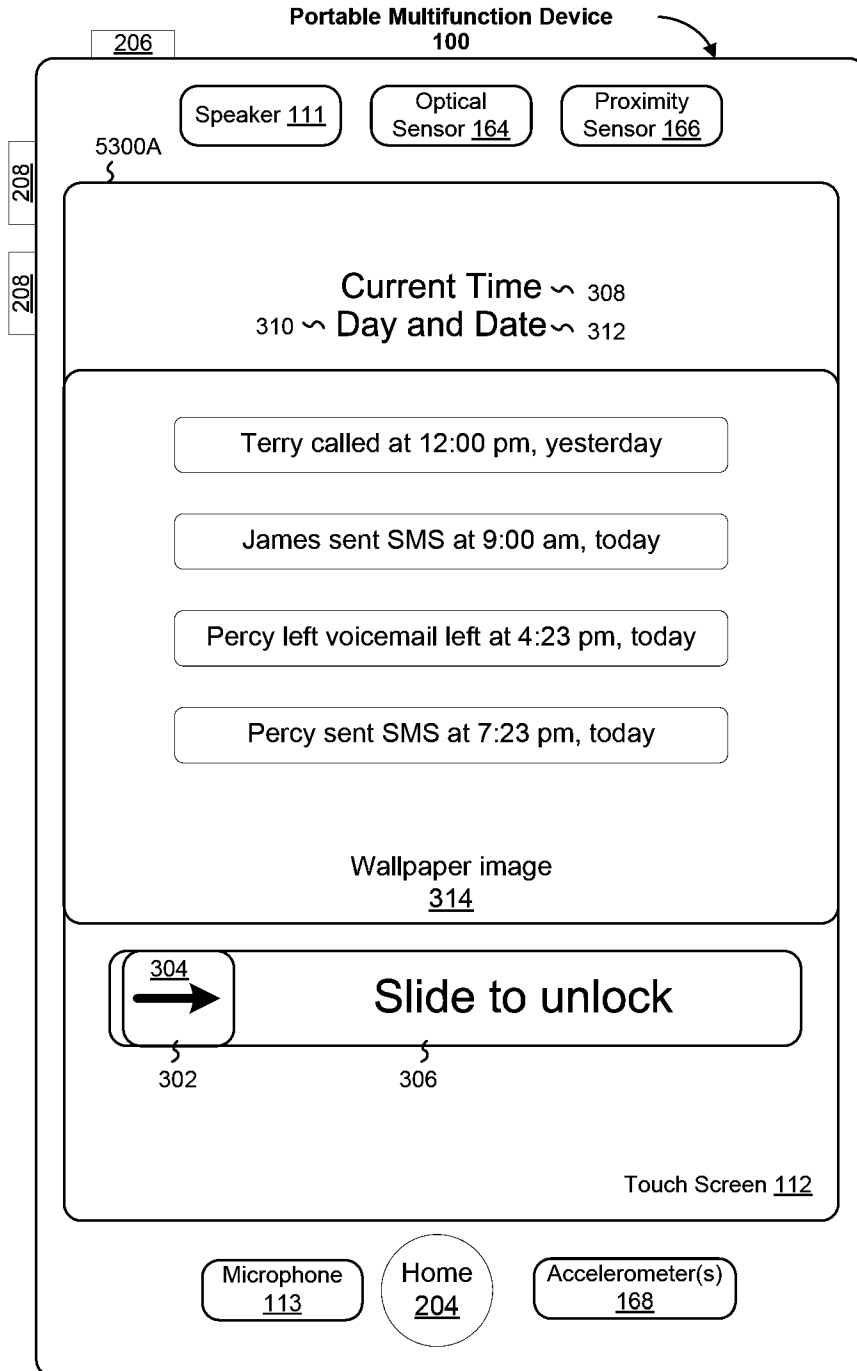 Portable Multifunction Device
100
206
Speaker 111
Optical
Sensor 164
Proximity
Sensor 166
5300A
208
208
Current Time 308
310 Day and Date 312
Terry called at 12:00 pm, yesterday
James sent SMS at 9:00 am, today
Percy left voicemail left at 4:23 pm, today
Percy sent SMS at 7:23 pm, today
Wallpaper image
314
304
Slide to unlock
302
306
Touch Screen 112
Microphone
113
Home
204
Accelerometer(s)
168